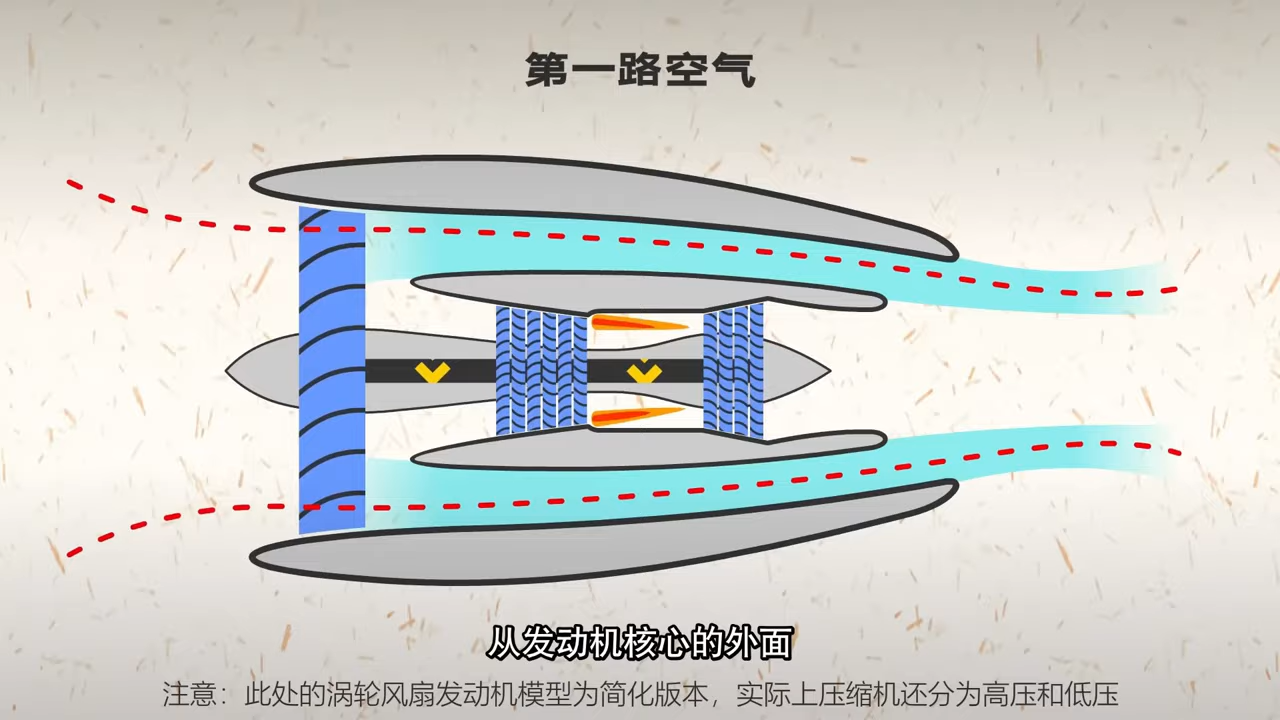 第一路空气
从发动机核心的外面
注意：此处的涡轮风扇发动机模型为简化版本，实际上压缩机还分为高压和低压